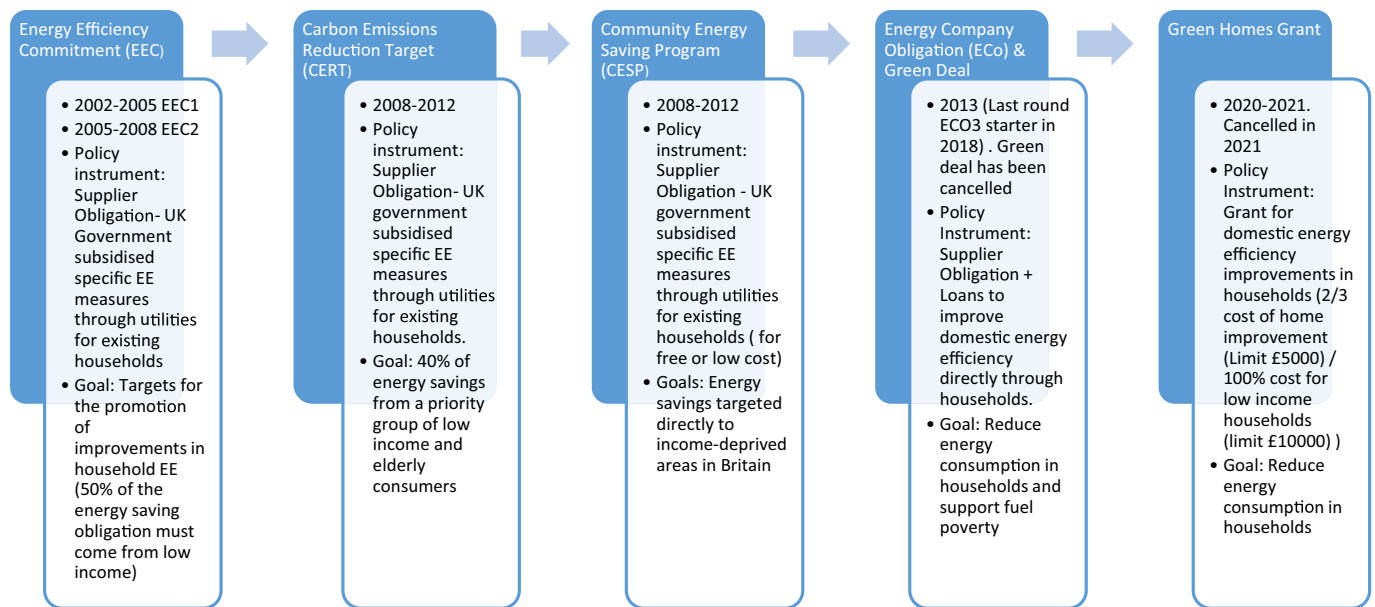 Energy Efficiency
Commitment (EEC)
• 2002-2005 EEC1
• 2005-2008 EEC2
• Policy
instrument:
Supplier
Obligation- UK
Government
subsidised
specific EE
measures
through utilities
for existing
households
• Goal: Targets for
the promotion
of
improvements in
household EE
(50% of the
energy saving
obligation must
come from low
income)
Carbon Emissions
Reduction Target
(CERT)
• 2008-2012
• Policy
instrument:
Supplier
Obligation- UK
government
subsidised
specific EE
measures
through utilities
for existing
households.
• Goal: 40% of
energy savings
from a priority
group of low
income and
elderly
consumers
Community Energy
Saving Program
(CESP)
• 2008-2012
• Policy
instrument:
Supplier
Obligation - UK
government
subsidised
specific EE
measures
through utilities
for existing
households ( for
free or low cost)
• Goals: Energy
savings targeted
directly to
income-deprived
areas in Britain
Energy Company
Obligation (ECo) &
Green Deal
• 2013 (Last round
ECO3 starter in
2018) . Green
deal has been
cancelled
• Policy
Instrument:
Supplier
Obligation +
Loans to
improve
domestic energy
efficiency
directly through
households.
• Goal: Reduce
energy
consumption in
households and
support fuel
poverty
Green Homes Grant
• 2020-2021.
Cancelled in
2021
• Policy
Instrument:
Grant for
domestic energy
efficiency
improvements in
households (2/3
cost of home
improvement
(Limit £5000) /
100% cost for
low income
households
(limit £10000) )
• Goal: Reduce
energy
consumption in
households